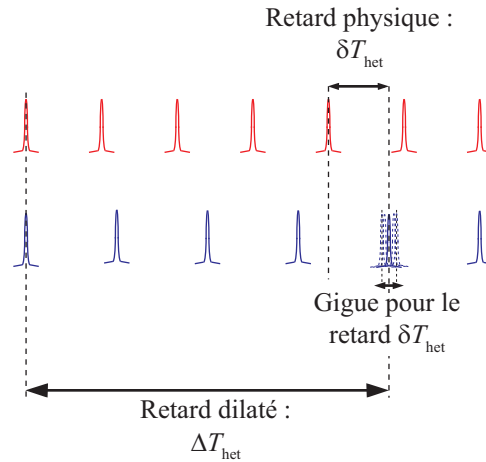 Retard physique :
δT_het
Gigue pour le
retard δT_het
Retard dilaté :
ΔT_het